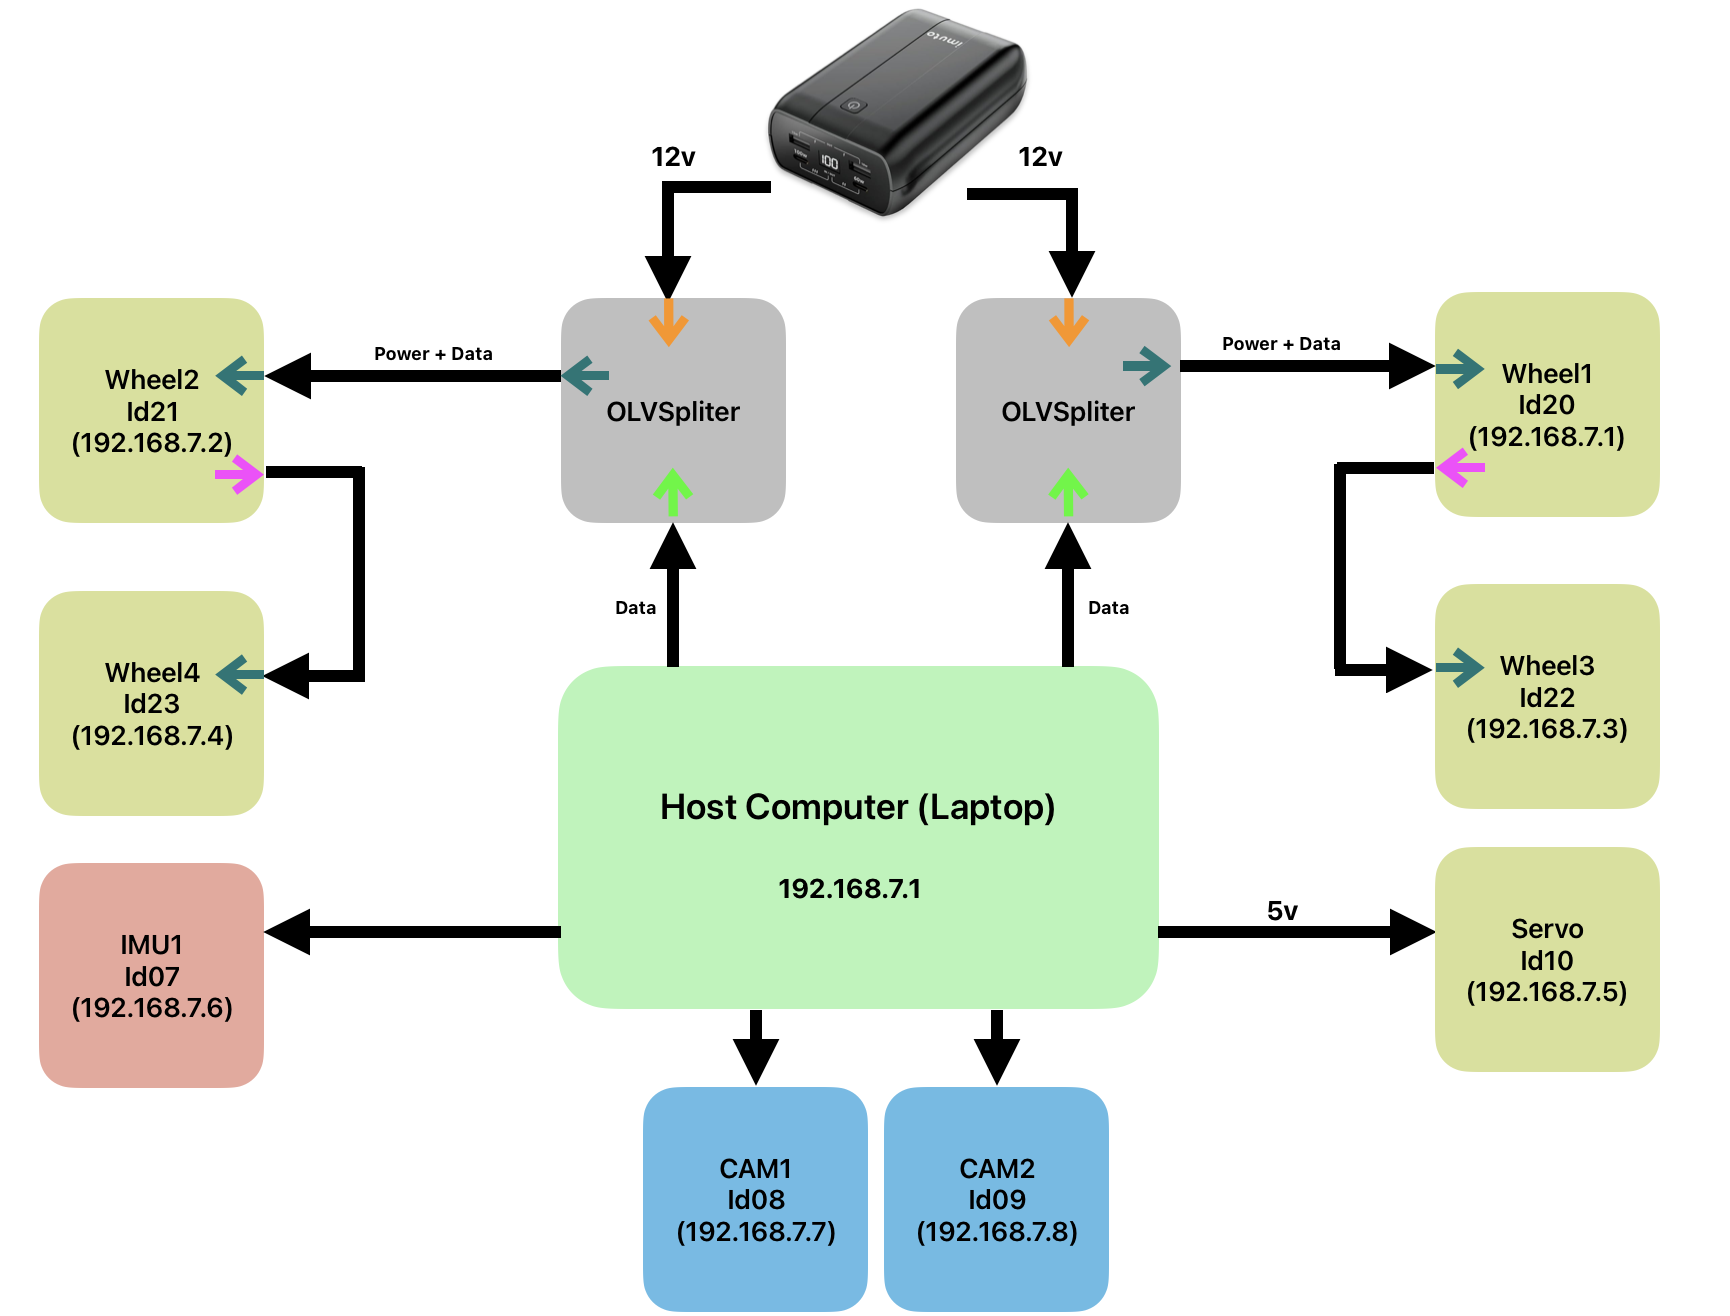 imuto
100
12v
12v
Power + Data
Power + Data
Wheel2
Id21
(192.168.7.2)
OLVSpliter
OLVSpliter
Wheel1
Id20
(192.168.7.1)
Data
Data
Wheel4
Id23
(192.168.7.4)
Wheel3
Id22
(192.168.7.3)
Host Computer (Laptop)
192.168.7.1
IMU1
Id07
(192.168.7.6)
5v
Servo
Id10
(192.168.7.5)
CAM1
Id08
(192.168.7.7)
CAM2
Id09
(192.168.7.8)